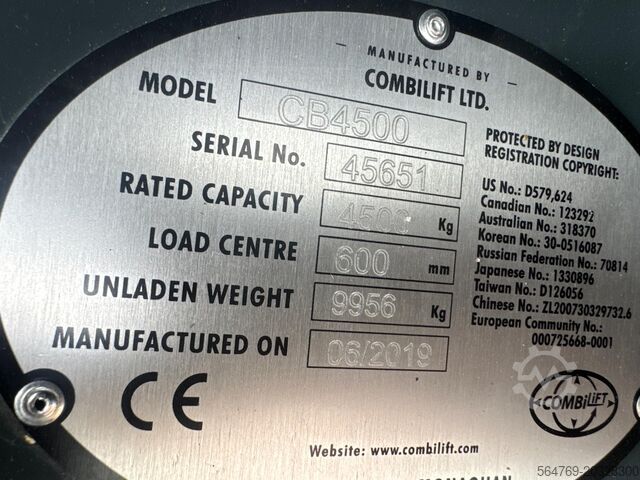 MANUFACTURED BY
COMBILIFT LTD.
MODEL CB4500
SERIAL No. 45651
RATED CAPACITY 4500 Kg
LOAD CENTRE 600 mm
UNLADEN WEIGHT 9956 Kg
MANUFACTURED ON 06/2019
PROTECTED BY DESIGN
REGISTRATION COPYRIGHT:
US No.: D579,624
Canadian No.: 123292
Australian No.: 318370
Korean No.: 30-0516087
Russian Federation No.: 70814
Japanese No.: 1330896
Taiwan No.: D126056
Chinese No.: ZL200730329732.6
European Community No.:
000725668-0001
CE
COMBiLiFT
Website: www.combilift.com
MONAGHAN